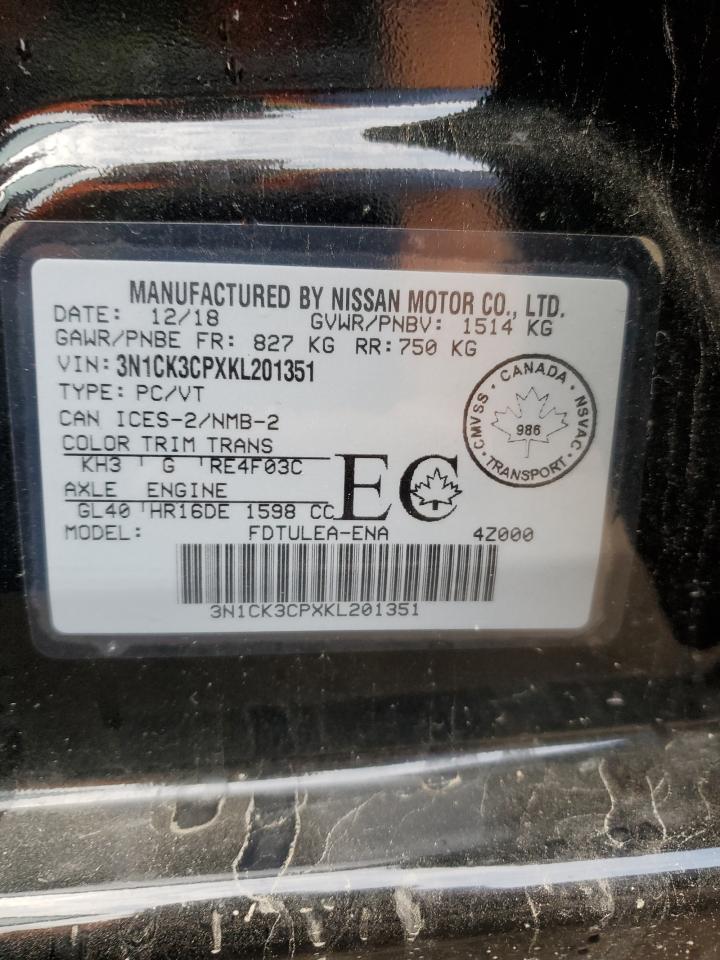 MANUFACTURED BY NISSAN MOTOR CO., LTD.
DATE: 12/18 GVWR/PNBV: 1514 KG
GAWR/PNBE FR: 827 KG RR: 750 KG
VIN: 3N1CK3CPXKL201351
TYPE: PC/VT
CAN ICES-2/NMB-2
COLOR TRIM TRANS
KH3 G RE4F03C
AXLE ENGINE
GL40 HR16DE 1598 CC
MODEL: FDTULEA-ENA 4Z000
3N1CK3CPXKL201351
EC
CMVSS · CANADA · NSVAC · TRANSPORT ·
986